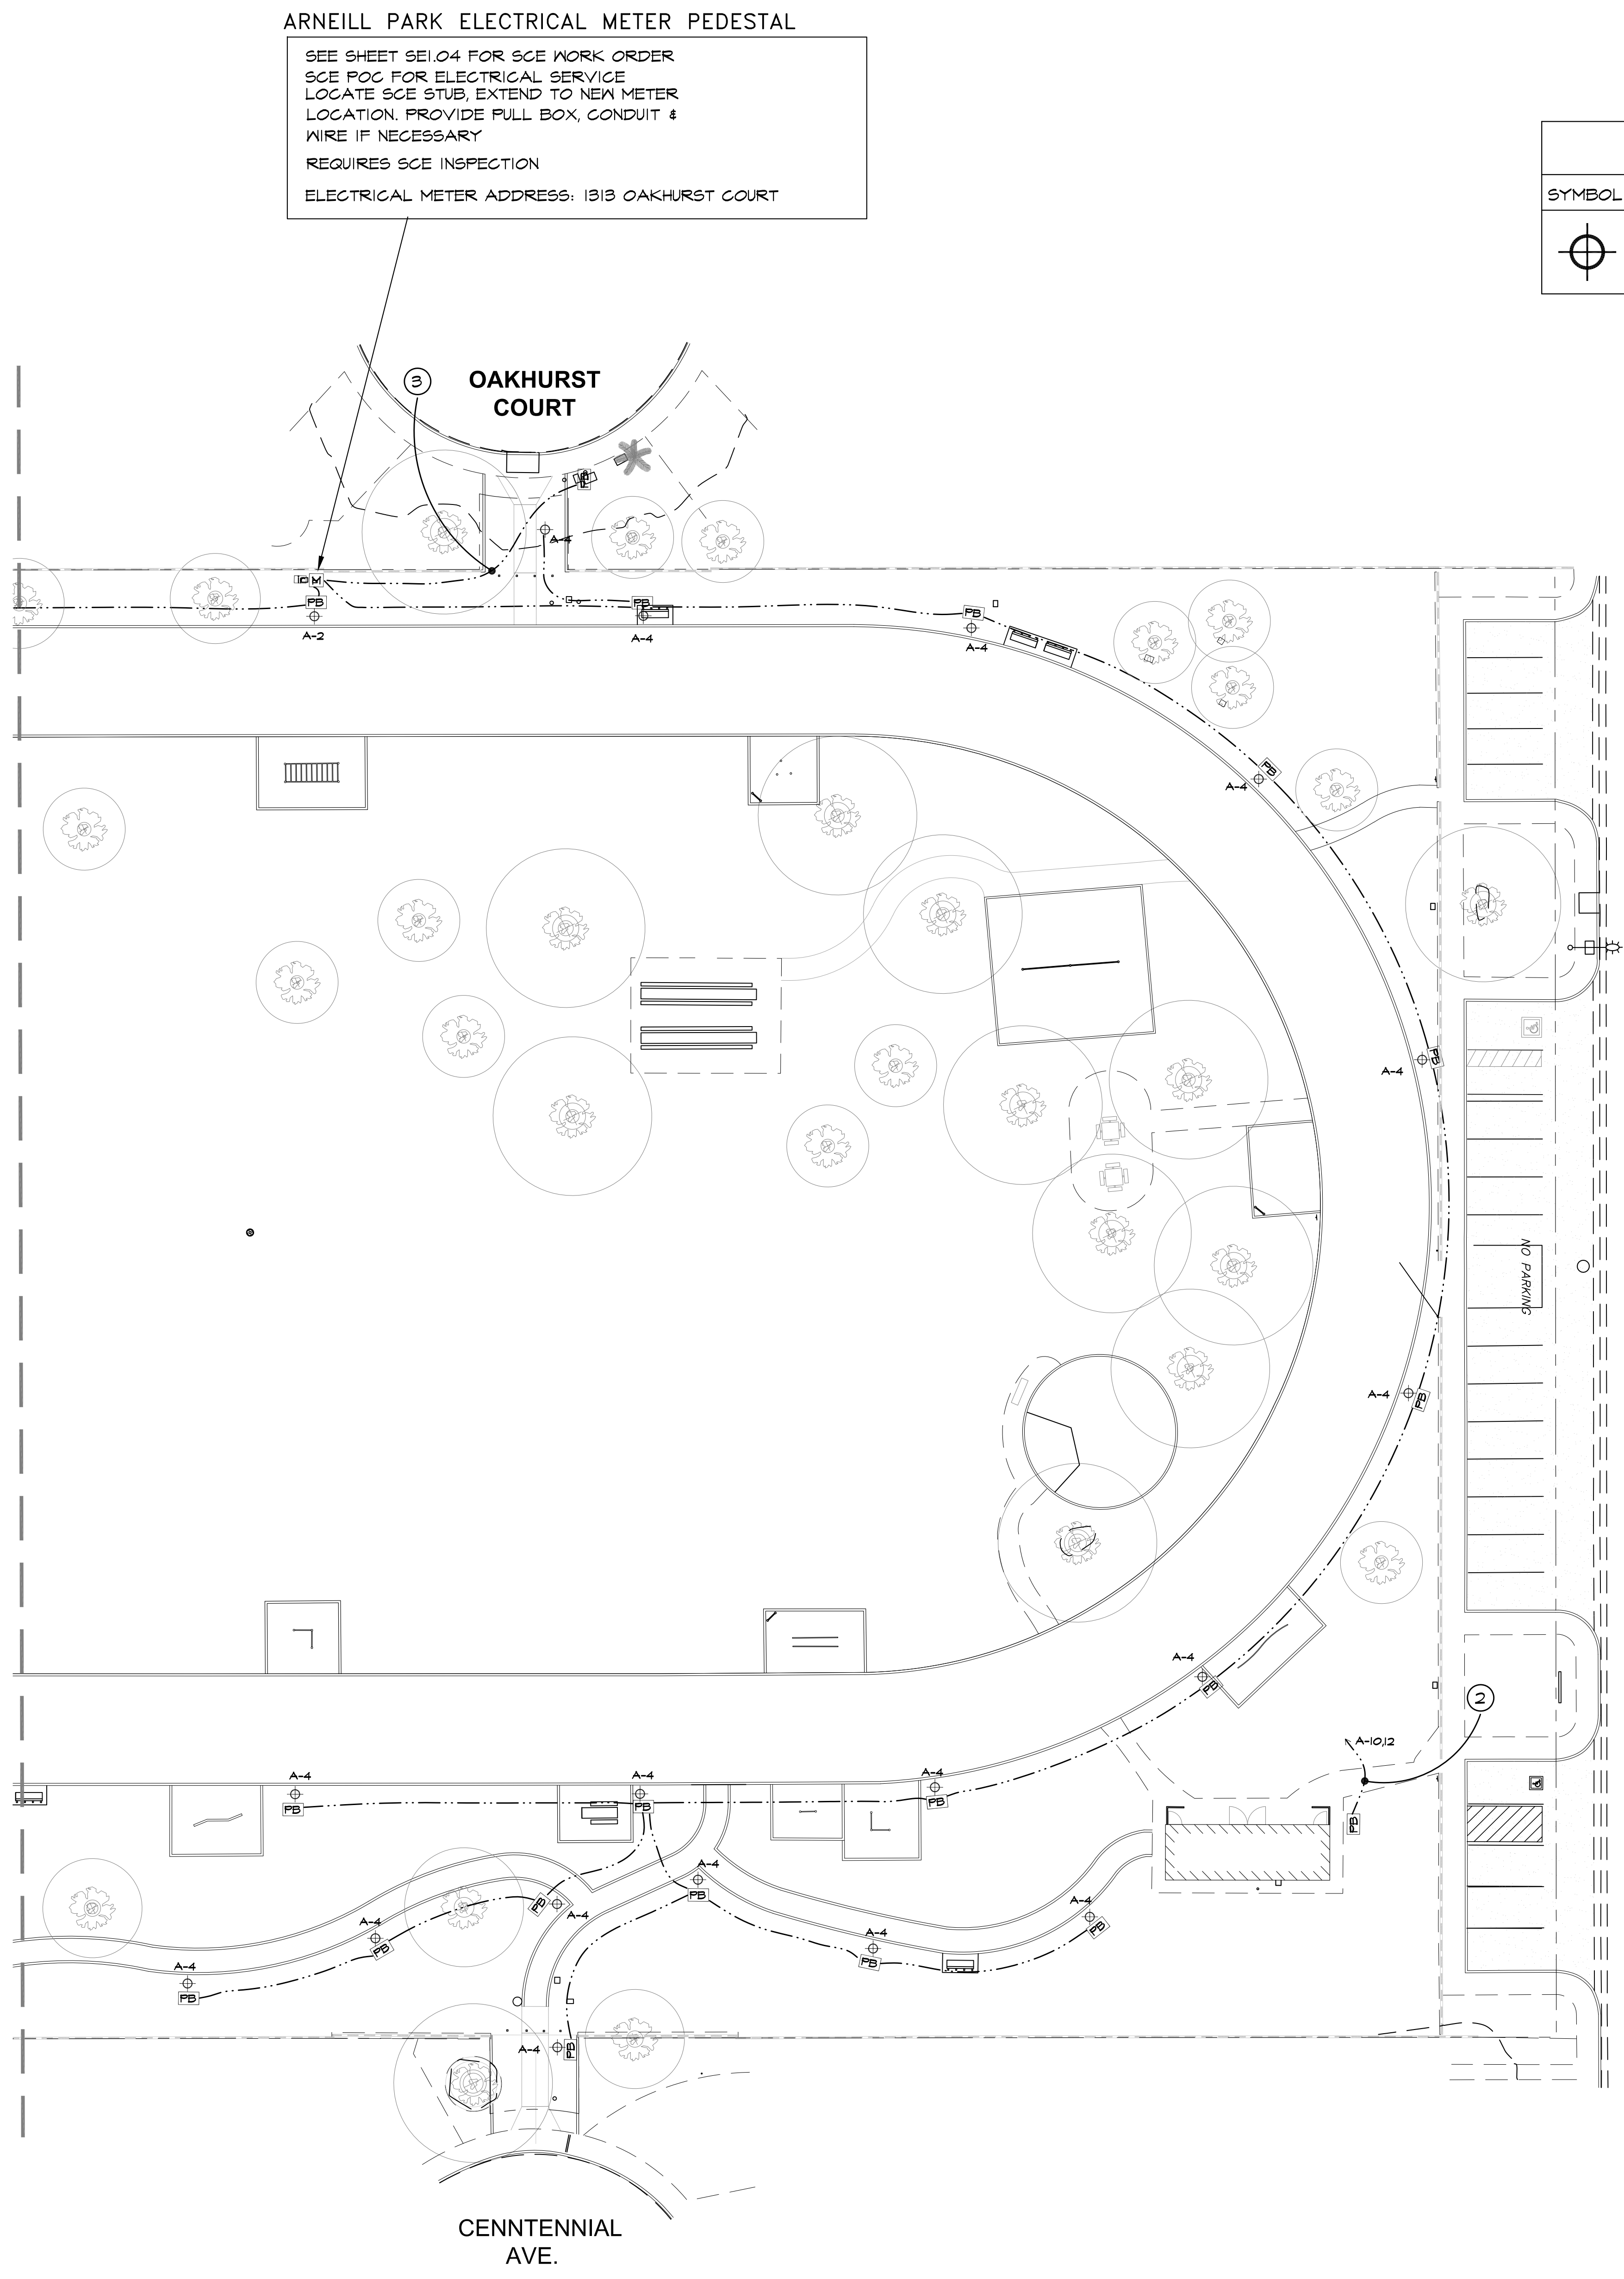 ARNEILL PARK ELECTRICAL METER PEDESTAL
SEE SHEET SE1.04 FOR SCE WORK ORDER
SCE POC FOR ELECTRICAL SERVICE
LOCATE SCE STUB, EXTEND TO NEW METER
LOCATION. PROVIDE PULL BOX, CONDUIT &
WIRE IF NECESSARY
REQUIRES SCE INSPECTION
ELECTRICAL METER ADDRESS: 1313 OAKHURST COURT
SYMBOL
3
OAKHURST
COURT
A-4
M
PB
PB
PB
A-2
A-4
A-4
PB
A-4
PB
A-4
NO PARKING
A-4
PB
A-4
PB
2
A-10,12
A-4
A-4
A-4
PB
PB
PB
PB
A-4
PB
A-4
PB
A-4
A-4
PB
A-4
PB
A-4
PB
A-4
PB
A-4
PB
CENNTENNIAL
AVE.